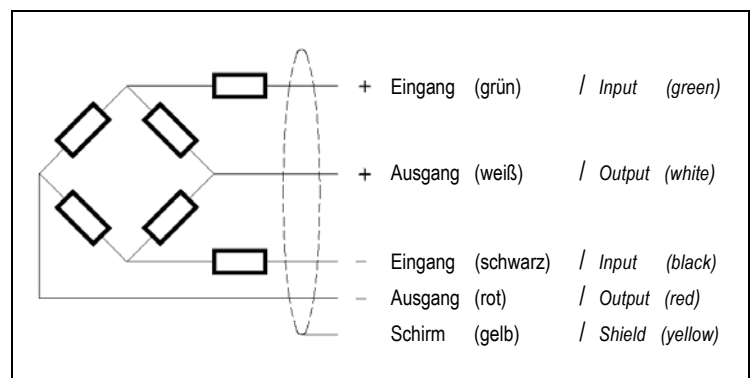 + Eingang (grün) / Input (green)
+ Ausgang (weiß) / Output (white)
– Eingang (schwarz) / Input (black)
– Ausgang (rot) / Output (red)
Schirm (gelb) / Shield (yellow)